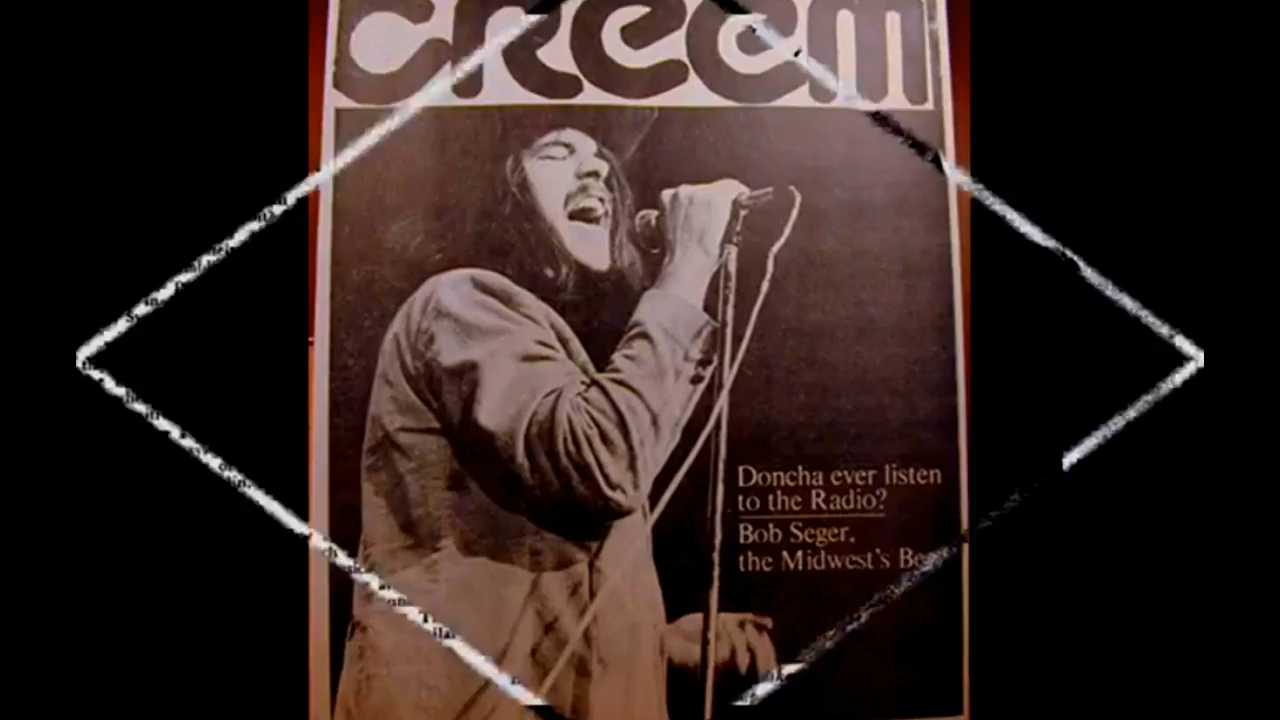 creem
Doncha ever listen
to the Radio?
Bob Seger,
the Midwest's